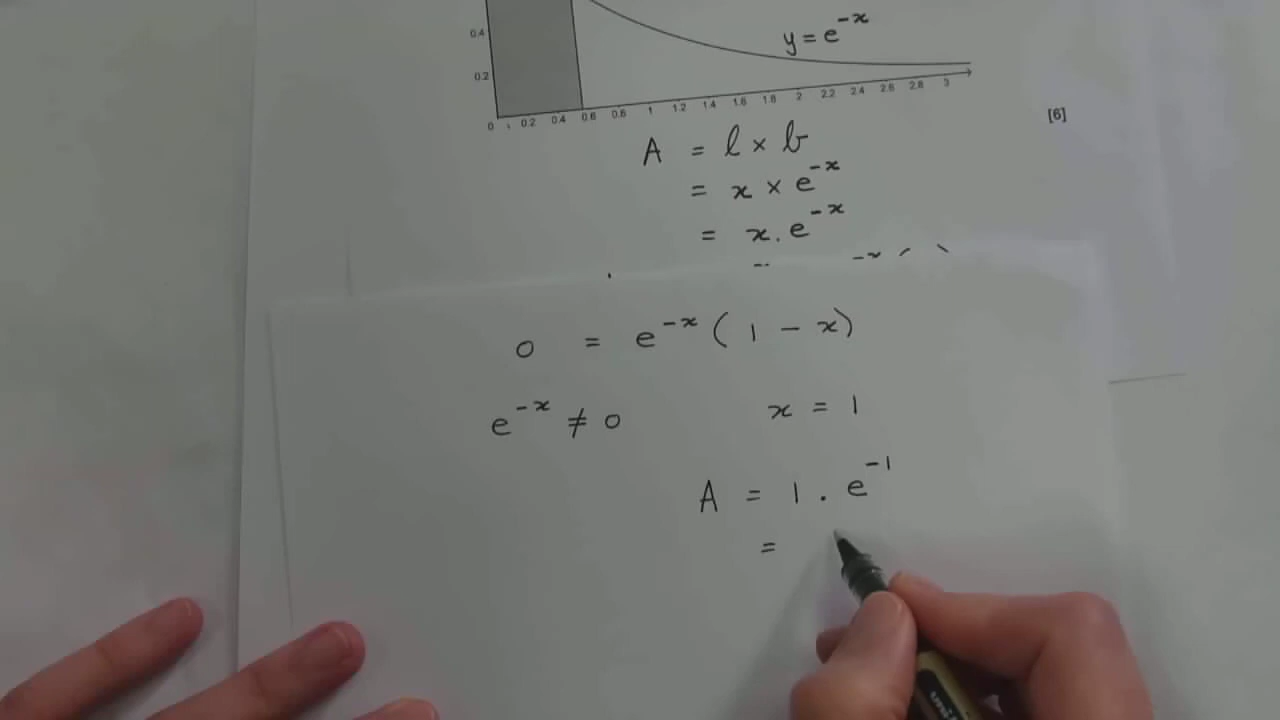 0.4
y = e^{-x}
0.2
0 0.2 0.4 0.6 0.8 1 1.2 1.4 1.6 1.8 2 2.2 2.4 2.6 2.8 3
[6]
A = l × b
= x × e^{-x}
= x . e^{-x}
0 = e^{-x} ( 1 - x )
e^{-x} ≠ 0 x = 1
A = 1 . e^{-1}
=